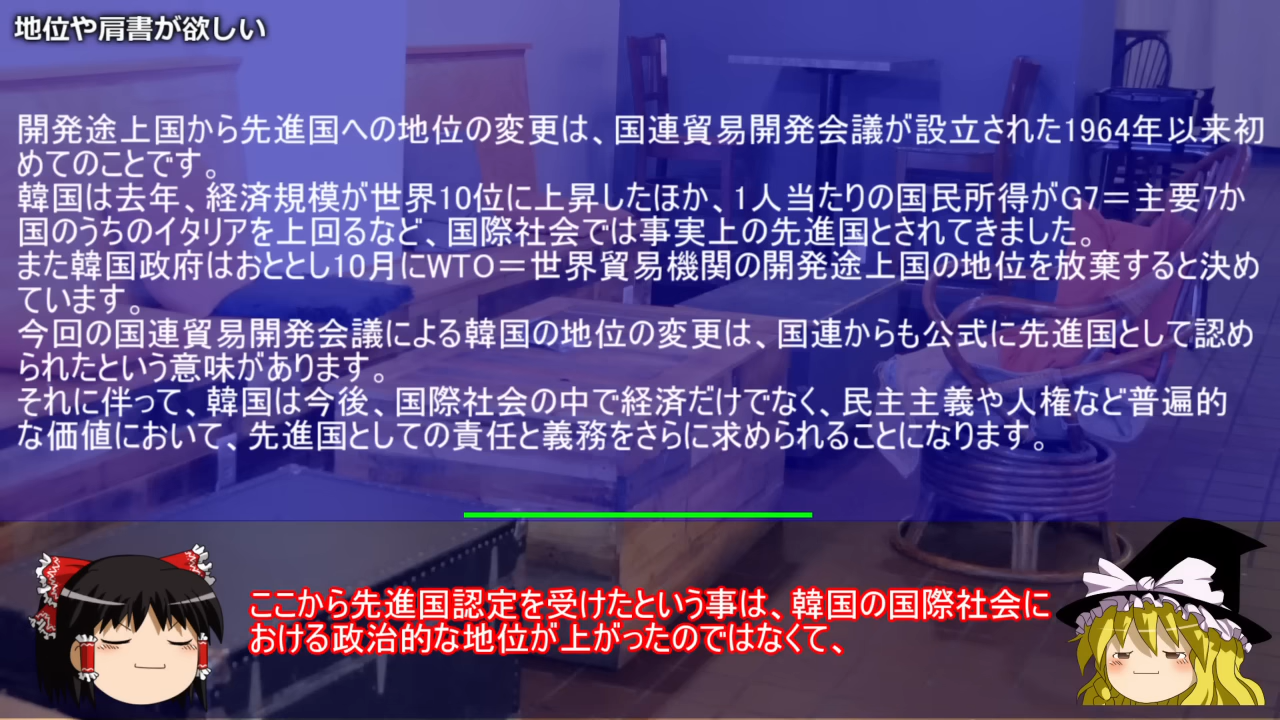 地位や肩書が欲しい
開発途上国から先進国への地位の変更は、国連貿易開発会議が設立された1964年以来初
めてのことです。
韓国は去年、経済規模が世界10位に上昇したほか、1人当たりの国民所得がG7＝主要7か
国のうちのイタリアを上回るなど、国際社会では事実上の先進国とされてきました。
また韓国政府はおととし10月にWTO＝世界貿易機関の開発途上国の地位を放棄すると決め
ています。
今回の国連貿易開発会議による韓国の地位の変更は、国連からも公式に先進国として認め
られたという意味があります。
それに伴って、韓国は今後、国際社会の中で経済だけでなく、民主主義や人権など普遍的
な価値において、先進国としての責任と義務をさらに求められることになります。
ここから先進国認定を受けたという事は、韓国の国際社会に
おける政治的な地位が上がったのではなくて、